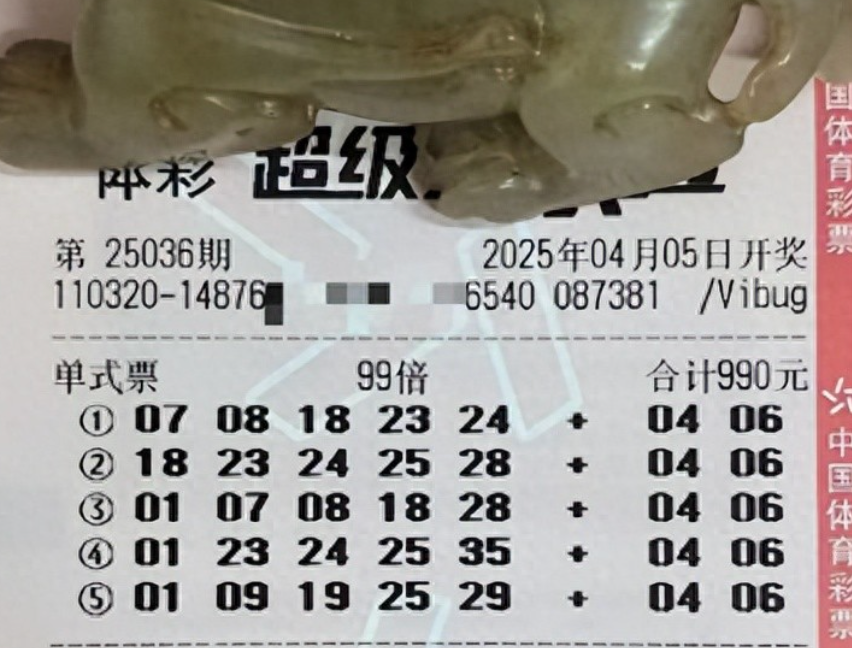 体彩 超级
第 25036期 2025年04月05日开奖
110320-14876 6540 087381 /Vibug
单式票 99倍 合计990元
① 07 08 18 23 24 + 04 06
② 18 23 24 25 28 + 04 06
③ 01 07 08 18 28 + 04 06
④ 01 23 24 25 35 + 04 06
⑤ 01 09 19 25 29 + 04 06
国体育彩票
中国体育彩票